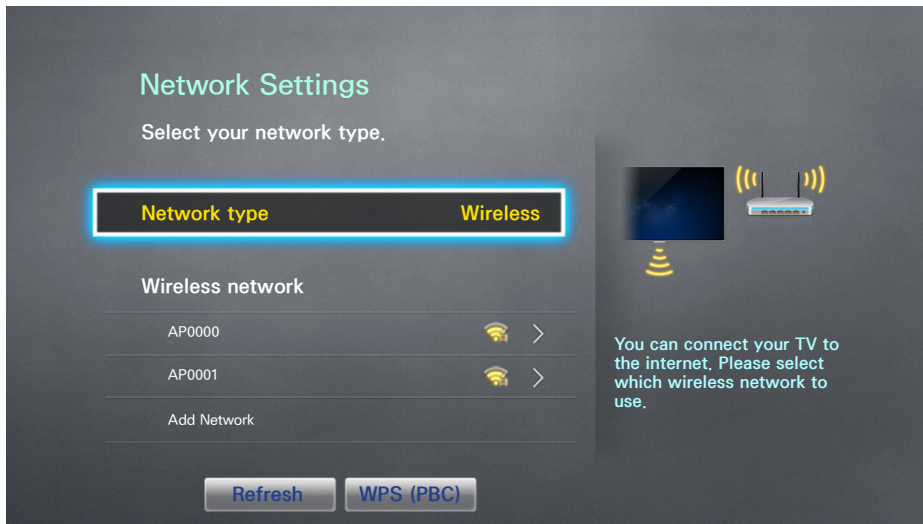 Network Settings
Select your network type.
Network type Wireless
Wireless network
AP0000
AP0001
Add Network
Refresh WPS (PBC)
You can connect your TV to
the internet. Please select
which wireless network to
use.